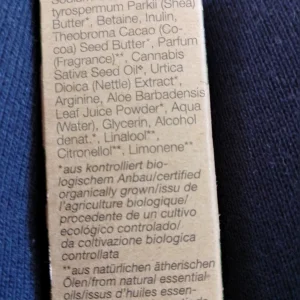 tyrospermum Parkii (Shea)
Butter*, Betaine, Inulin,
Theobroma Cacao (Co-
coa) Seed Butter*, Parfum
(Fragrance)**, Cannabis
Sativa Seed Oil*, Urtica
Dioica (Nettle) Extract*,
Arginine, Aloe Barbadensis
Leaf Juice Powder*, Aqua
(Water), Glycerin, Alcohol
denat.*, Linalool**,
Citronellol**, Limonene**
*aus kontrolliert bio-
logischem Anbau/certified
organically grown/issu de
l'agriculture biologique/
procedente de un cultivo
ecológico controlado/
da coltivazione biologica
controllata
**aus natürlichen ätherischen
Ölen/from natural essential-
oils/issus d'huiles essen-